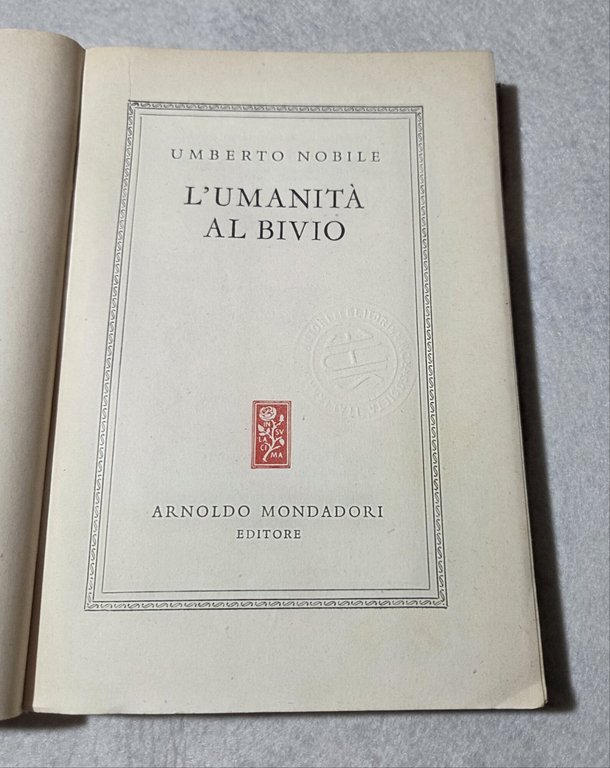 UMBERTO NOBILE
L'UMANITÀ
AL BIVIO
IN SV
LA CI MA
ARNOLDO MONDADORI
EDITORE